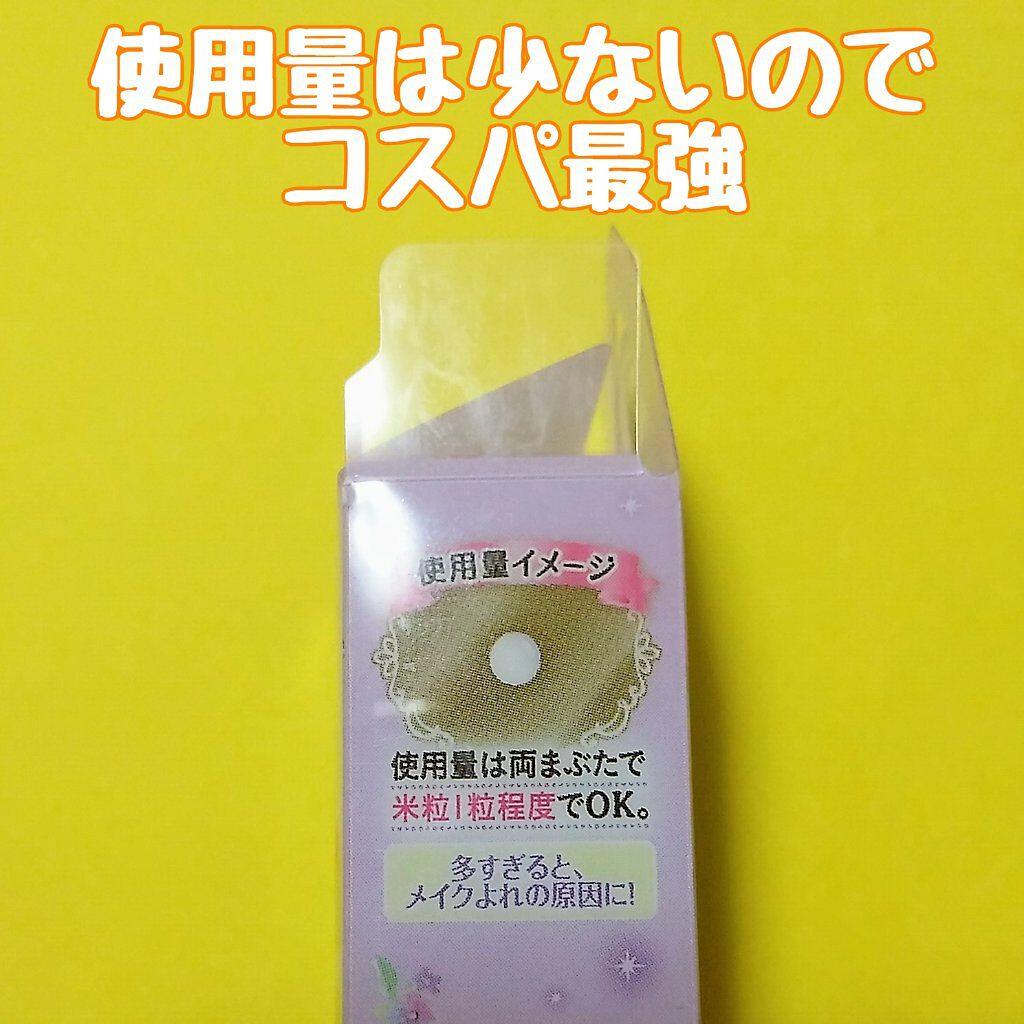 使用量は少ないので
コスパ最強
使用量イメージ
使用量は両まぶたで
米粒1粒程度でOK。
多すぎると、
メイクよれの原因に!